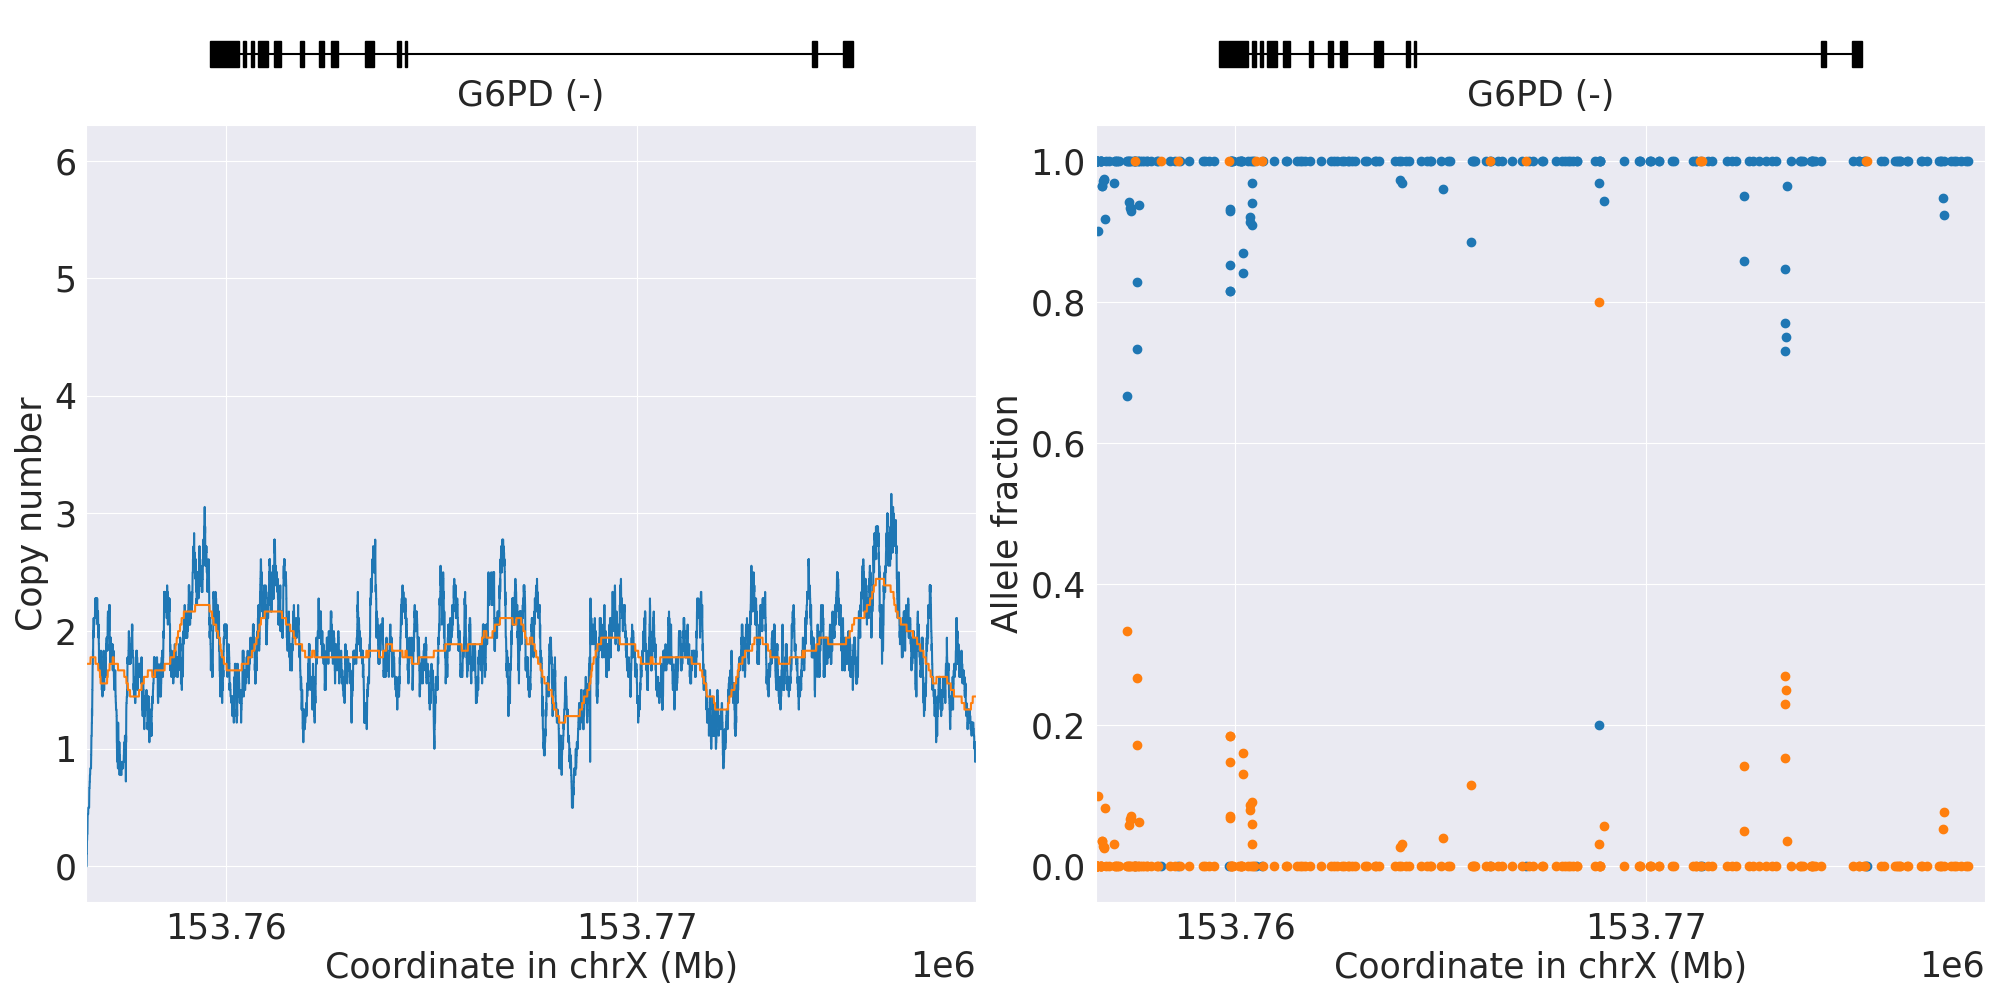 G6PD (-)
6
5
4
3
2
1
0
Copy number
153.76
153.77
Coordinate in chrX (Mb)
1e6
G6PD (-)
1.0
0.8
0.6
0.4
0.2
0.0
Allele fraction
153.76
153.77
Coordinate in chrX (Mb)
1e6